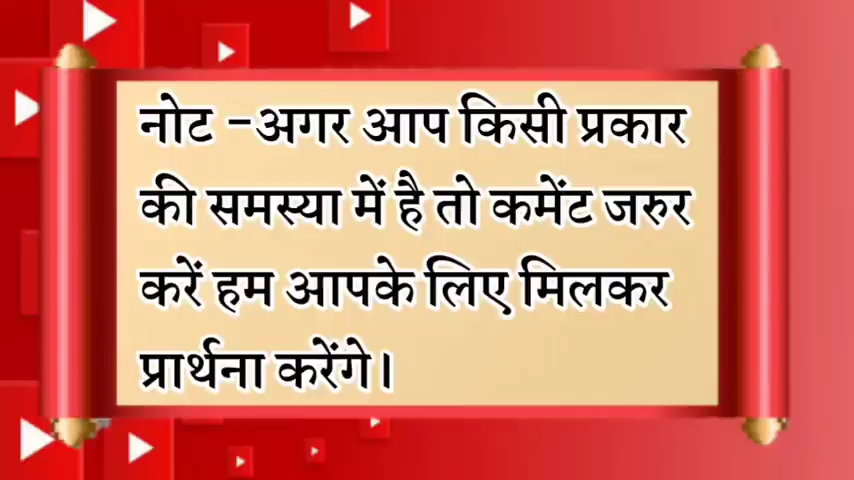 नोट -अगर आप किसी प्रकार
की समस्या में है तो कमेंट जरुर
करें हम आपके लिए मिलकर
प्रार्थना करेंगे।